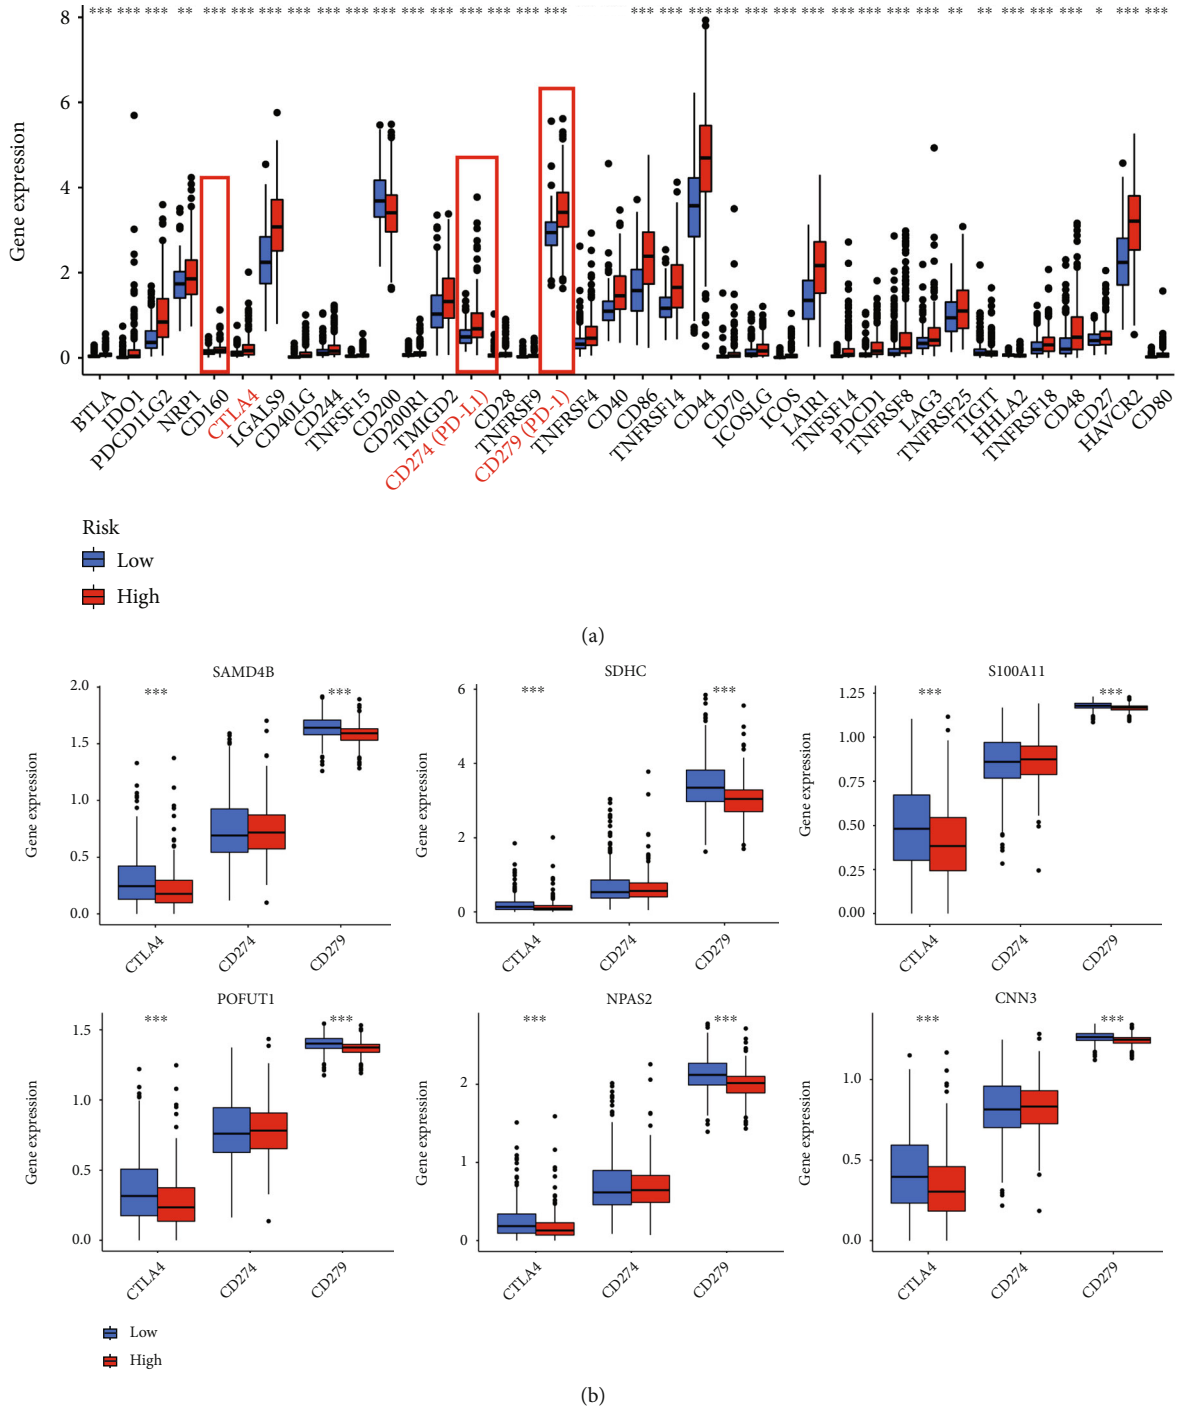 *** *** *** ** *** *** *** *** *** *** *** *** *** *** *** *** *** *** *** *** *** *** *** *** *** *** *** *** *** *** ** ** *** *** *** * *** ***
Gene expression
8
6
4
2
0
BTLA
IDO1
PDCD1LG2
NRP1
CD160
CTLA4
LGALS9
CD40LG
CD244
TNFSF15
CD200
CD200R1
TMIGD2
CD274 (PD-L1)
CD28
TNFRSF9
CD279 (PD-1)
TNFRSF4
CD40
CD86
TNFRSF14
CD44
CD70
ICOSLG
ICOS
LAIR1
TNFSF14
PDCD1
TNFRSF8
LAG3
TNFRSF25
TIGIT
HHLA2
TNFRSF18
CD48
CD27
HAVCR2
CD80
Risk
Low
High
(a)
SAMD4B
*** ***
Gene expression
2.0
1.5
1.0
0.5
0.0
CTLA4
CD274
CD279
SDHC
*** ***
Gene expression
6
4
2
0
CTLA4
CD274
CD279
S100A11
*** ***
Gene expression
1.25
1.00
0.75
0.50
0.25
0.00
CTLA4
CD274
CD279
POFUT1
*** ***
Gene expression
1.5
1.0
0.5
0.0
CTLA4
CD274
CD279
NPAS2
*** ***
Gene expression
2
1
0
CTLA4
CD274
CD279
CNN3
*** ***
Gene expression
1.0
0.5
0.0
CTLA4
CD274
CD279
Low
High
(b)